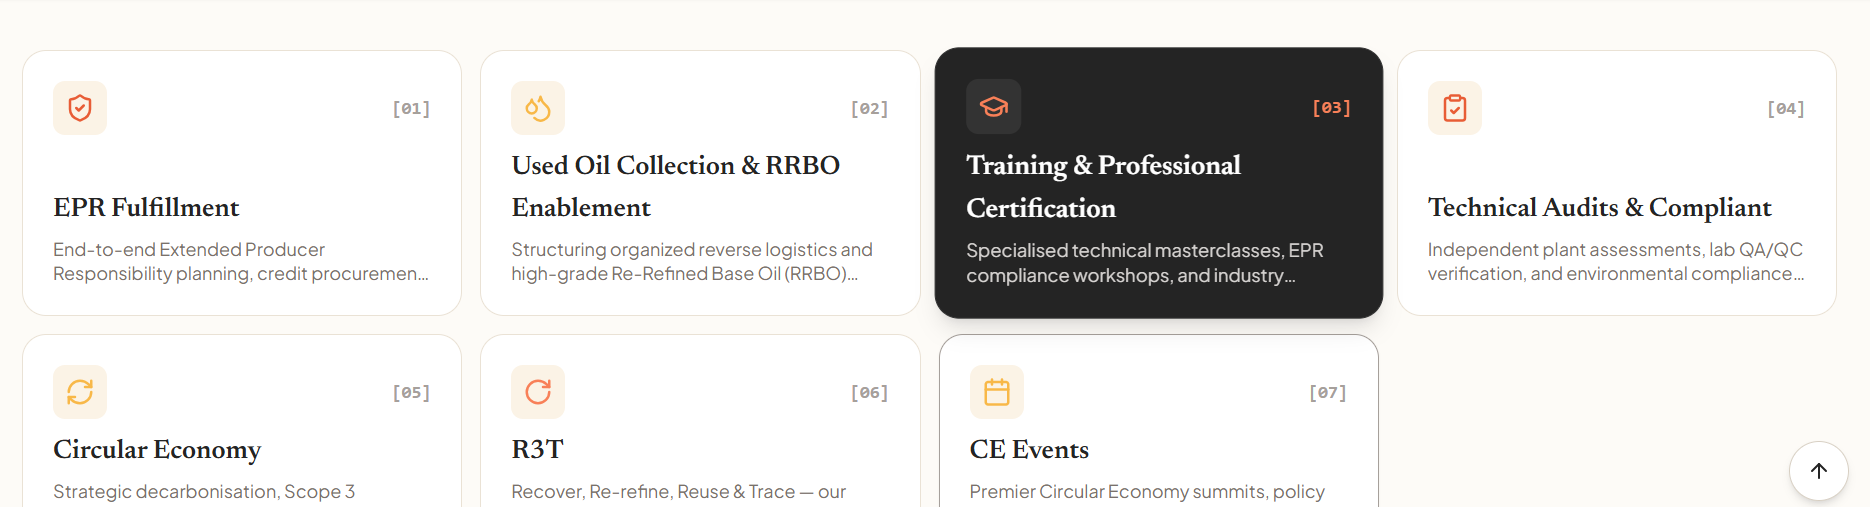 [01]
EPR Fulfillment
End-to-end Extended Producer
Responsibility planning, credit procuremen...
[02]
Used Oil Collection & RRBO
Enablement
Structuring organized reverse logistics and
high-grade Re-Refined Base Oil (RRBO)...
[03]
Training & Professional
Certification
Specialised technical masterclasses, EPR
compliance workshops, and industry...
[04]
Technical Audits & Compliant
Independent plant assessments, lab QA/QC
verification, and environmental compliance...
[05]
Circular Economy
Strategic decarbonisation, Scope 3
[06]
R3T
Recover, Re-refine, Reuse & Trace — our
[07]
CE Events
Premier Circular Economy summits, policy